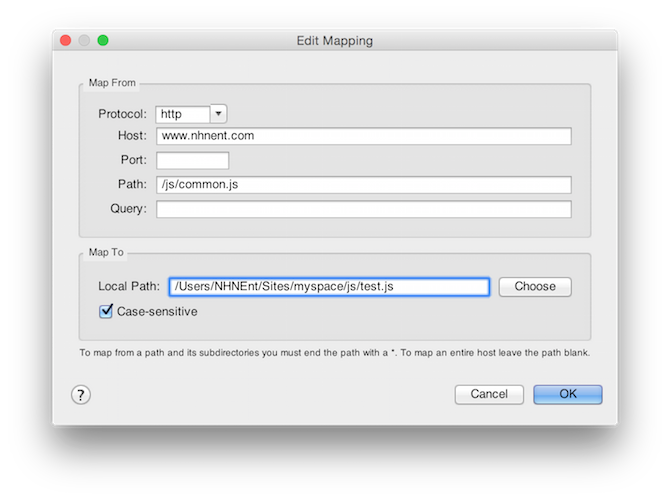 Edit Mapping
Map From
Protocol: http
Host: www.nhnent.com
Port:
Path: /js/common.js
Query:
Map To
Local Path: /Users/NHNEnt/Sites/myspace/js/test.js Choose
Case-sensitive
To map from a path and its subdirectories you must end the path with a *. To map an entire host leave the path blank.
? Cancel OK